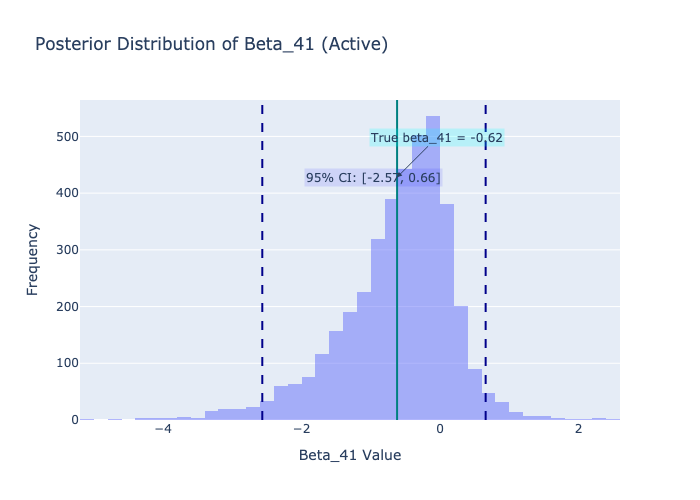 Posterior Distribution of Beta_41 (Active)
True beta_41 = -0.62
95% CI: [-2.57, 0.66]
500
400
300
200
100
0
Frequency
−4
−2
0
2
Beta_41 Value